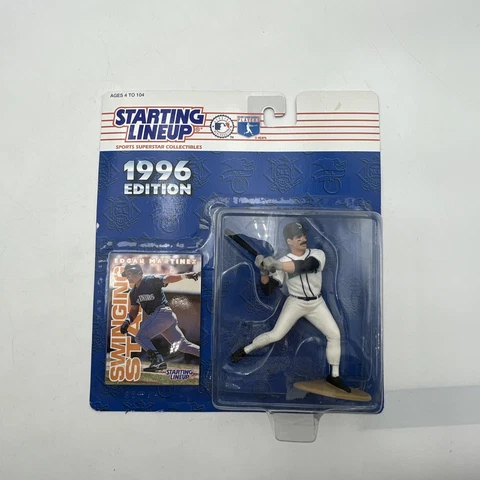 AGES 4 TO 104
STARTING
LINEUP
SPORTS SUPERSTAR COLLECTIBLES
1996
EDITION
EDGAR MARTINEZ
SWINGING
STARTING
LINEUP